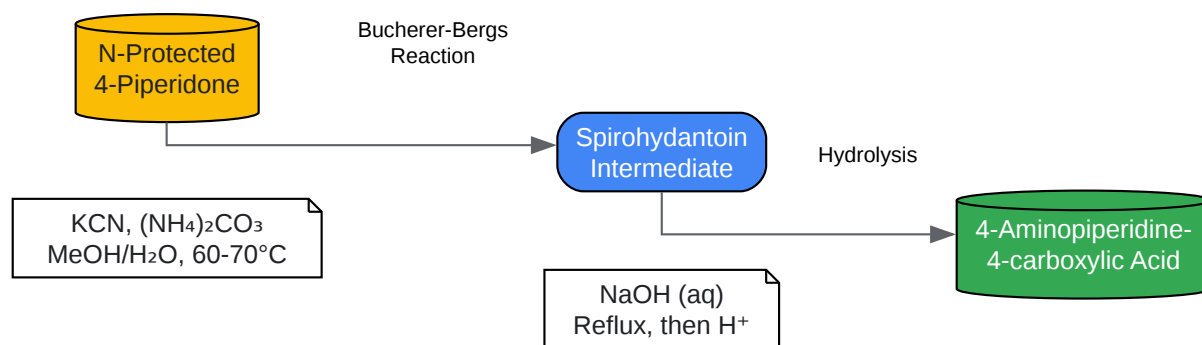 N-Protected
4-Piperidone
Bucherer-Bergs
Reaction
KCN, (NH₄)₂CO₃
MeOH/H₂O, 60-70°C
Spirohydantoin
Intermediate
Hydrolysis
NaOH (aq)
Reflux, then H⁺
4-Aminopiperidine-
4-carboxylic Acid